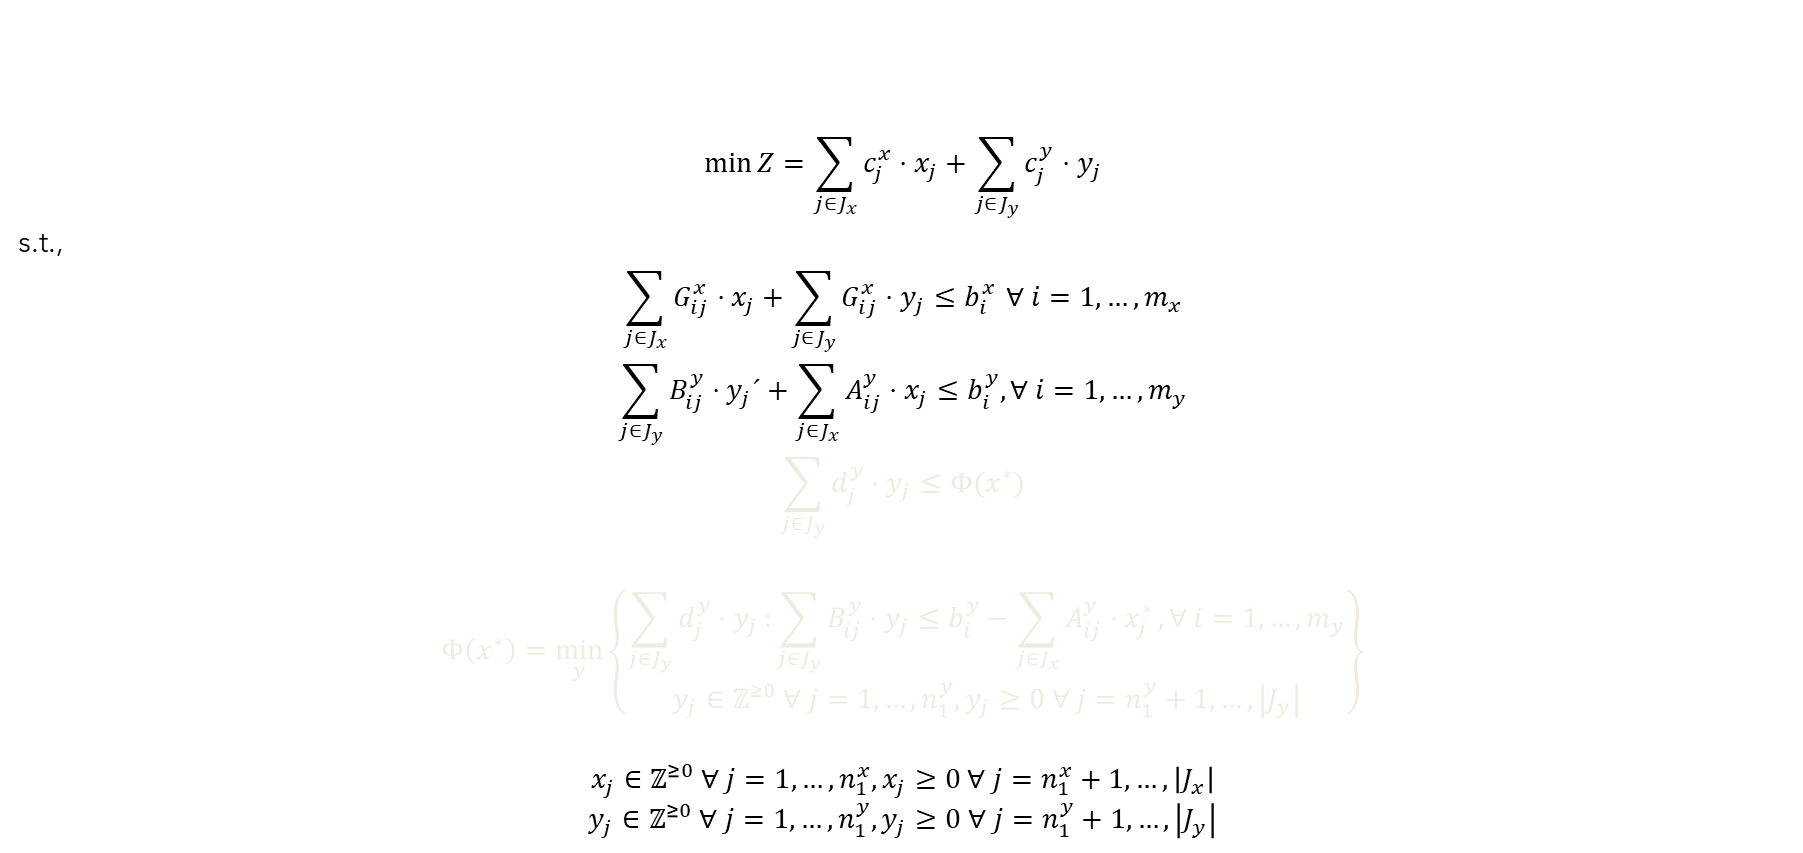 min Z = ∑_{j∈J_x} c_j^x · x_j + ∑_{j∈J_y} c_j^y · y_j
s.t.,
∑_{j∈J_x} G_{ij}^x · x_j + ∑_{j∈J_y} G_{ij}^x · y_j ≤ b_i^x ∀ i = 1, … , m_x
∑_{j∈J_y} B_{ij}^y · y_j´ + ∑_{j∈J_x} A_{ij}^y · x_j ≤ b_i^y, ∀ i = 1, … , m_y
∑_{j∈J_y} d_j^y · y_j ≤ Φ(x^*)
Φ(x^*) = min_y { ∑_{j∈J_y} d_j^y · y_j : ∑_{j∈J_y} B_{ij}^y · y_j ≤ b_i^y − ∑_{j∈J_x} A_{ij}^y · x_j^*, ∀ i = 1, … , m_y
y_j ∈ ℤ^{≥0} ∀ j = 1, … , n_1^y, y_j ≥ 0 ∀ j = n_1^y + 1, … , |J_y| }
x_j ∈ ℤ^{≥0} ∀ j = 1, … , n_1^x, x_j ≥ 0 ∀ j = n_1^x + 1, … , |J_x|
y_j ∈ ℤ^{≥0} ∀ j = 1, … , n_1^y, y_j ≥ 0 ∀ j = n_1^y + 1, … , |J_y|